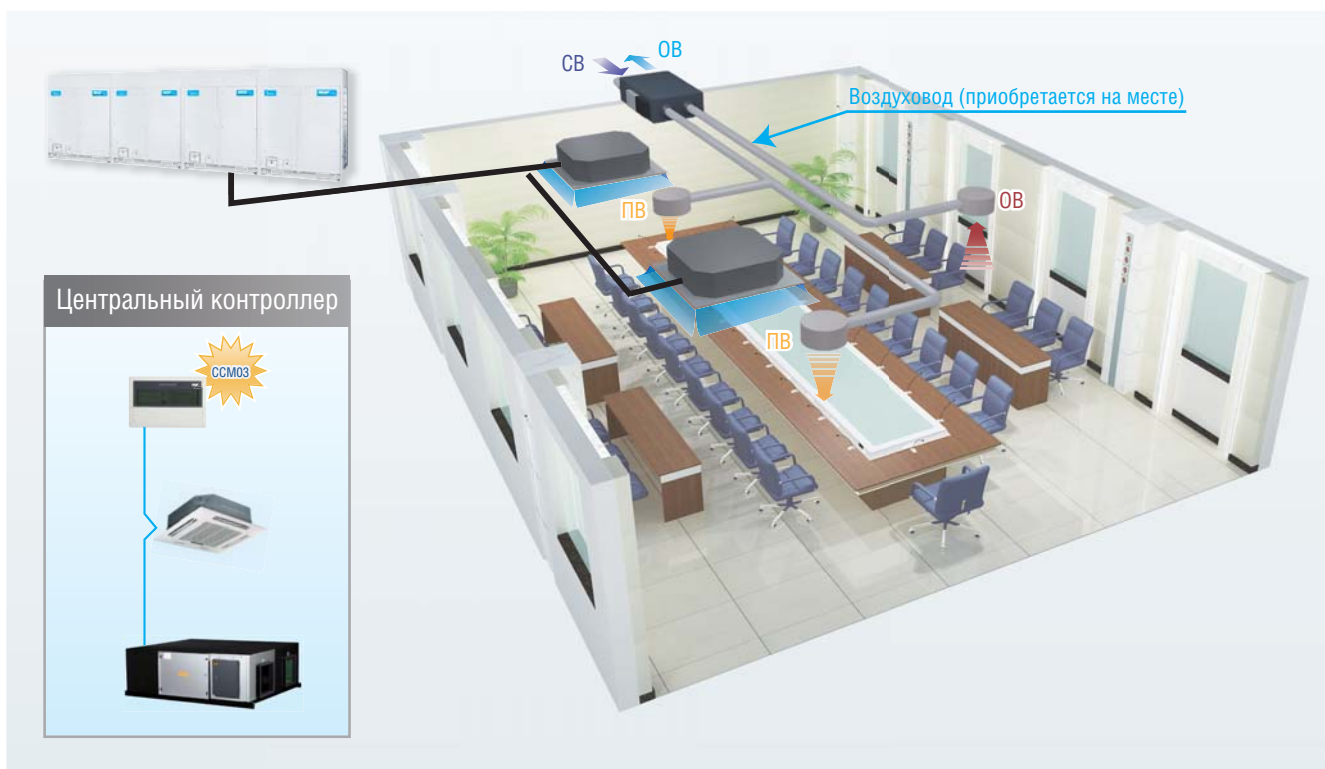 СВ
ОВ
Воздуховод (приобретается на месте)
ПВ
ОВ
ПВ
Центральный контроллер
CCM03